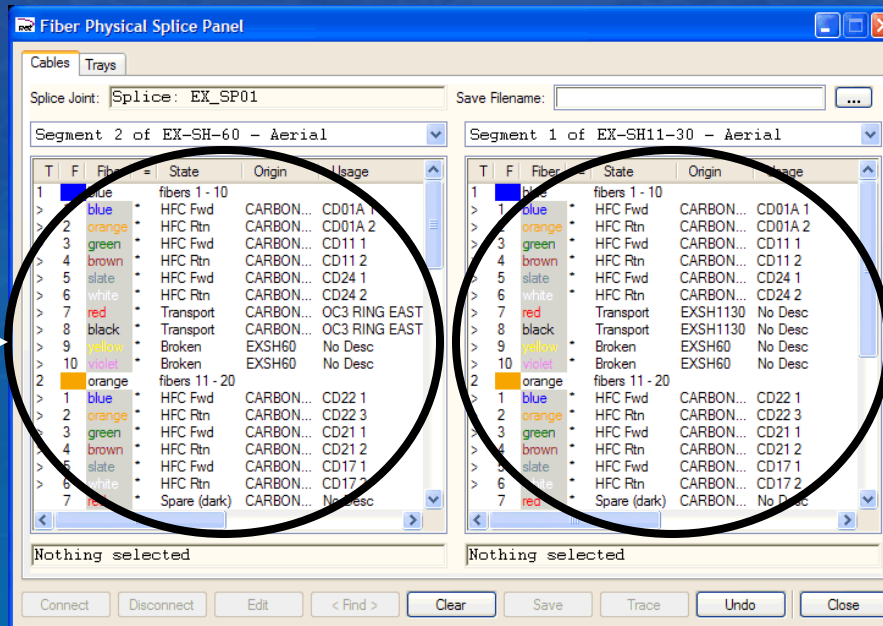 Fiber Physical Splice Panel
Cables Trays
Splice Joint: Splice: EX_SP01 Save Filename: ...
Segment 2 of EX-SH-60 - Aerial
T F Fiber = State Origin Usage
1 blue fibers 1 - 10
> 1 blue * HFC Fwd CARBON... CD01A 1
> 2 orange * HFC Rtn CARBON... CD01A 2
> 3 green * HFC Fwd CARBON... CD11 1
> 4 brown * HFC Rtn CARBON... CD11 2
> 5 slate * HFC Fwd CARBON... CD24 1
> 6 white * HFC Rtn CARBON... CD24 2
> 7 red * Transport CARBON... OC3 RING EAST
> 8 black * Transport CARBON... OC3 RING EAST
> 9 yellow * Broken EXSH60 No Desc
> 10 violet * Broken EXSH60 No Desc
2 orange fibers 11 - 20
> 1 blue * HFC Fwd CARBON... CD22 1
> 2 orange * HFC Rtn CARBON... CD22 3
> 3 green * HFC Fwd CARBON... CD21 1
> 4 brown * HFC Rtn CARBON... CD21 2
> 5 slate * HFC Fwd CARBON... CD17 1
> 6 white * HFC Rtn CARBON... CD17 2
7 red * Spare (dark) CARBON... No Desc
Nothing selected
Segment 1 of EX-SH11-30 - Aerial
T F Fiber = State Origin Usage
1 blue fibers 1 - 10
> 1 blue * HFC Fwd CARBON... CD01A 1
> 2 orange * HFC Rtn CARBON... CD01A 2
> 3 green * HFC Fwd CARBON... CD11 1
> 4 brown * HFC Rtn CARBON... CD11 2
> 5 slate * HFC Fwd CARBON... CD24 1
> 6 white * HFC Rtn CARBON... CD24 2
> 7 red * Transport EXSH1130 No Desc
> 8 black * Transport EXSH1130 No Desc
> 9 yellow * Broken EXSH60 No Desc
> 10 violet * Broken EXSH60 No Desc
2 orange fibers 11 - 20
> 1 blue * HFC Fwd CARBON... CD22 1
> 2 orange * HFC Rtn CARBON... CD22 3
> 3 green * HFC Fwd CARBON... CD21 1
> 4 brown * HFC Rtn CARBON... CD21 2
> 5 slate * HFC Fwd CARBON... CD17 1
> 6 white * HFC Rtn CARBON... CD17 2
7 red * Spare (dark) CARBON... No Desc
Nothing selected
Connect Disconnect Edit < Find > Clear Save Trace Undo Close